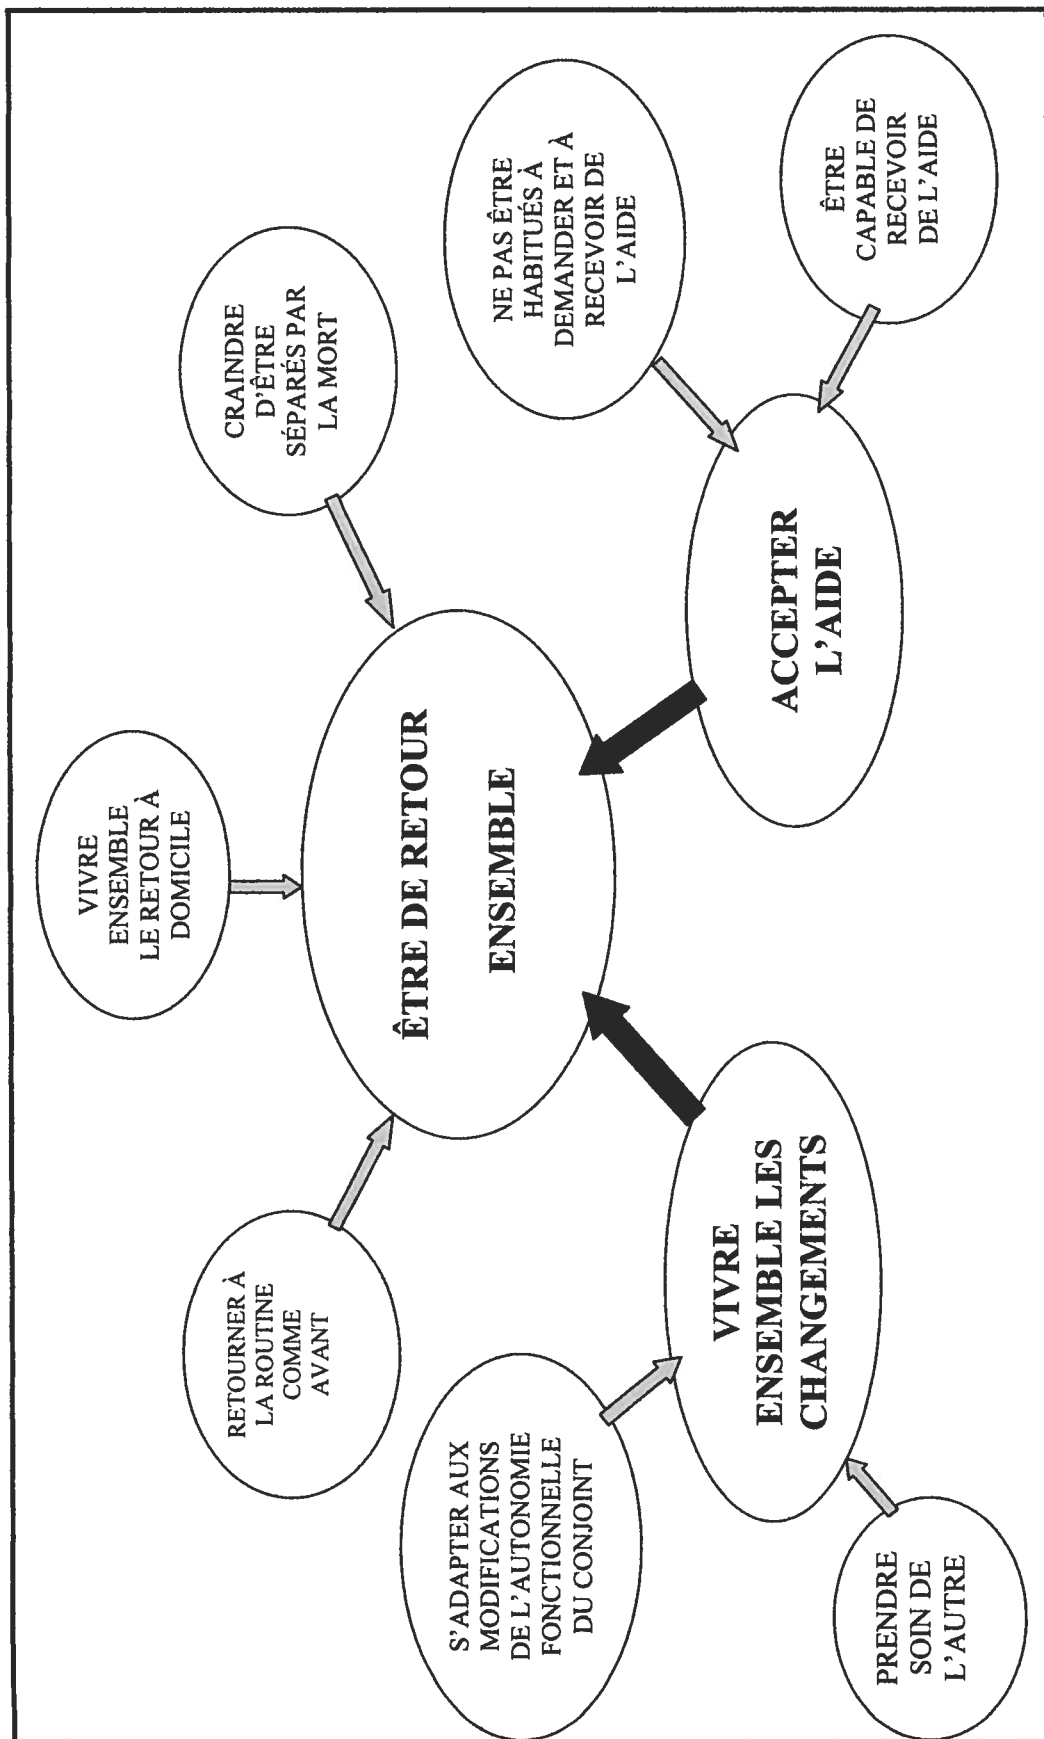 VIVRE
ENSEMBLE
LE RETOUR À
DOMICILE
RETOURNER À
LA ROUTINE
COMME
AVANT
CRAINDRE
D'ÊTRE
SÉPARÉS PAR
LA MORT
ÊTRE DE RETOUR
ENSEMBLE
S'ADAPTER AUX
MODIFICATIONS
DE L'AUTONOMIE
FONCTIONNELLE
DU CONJOINT
NE PAS ÊTRE
HABITUÉS À
DEMANDER ET À
RECEVOIR DE
L'AIDE
VIVRE
ENSEMBLE LES
CHANGEMENTS
ACCEPTER
L'AIDE
PRENDRE
SOIN DE
L'AUTRE
ÊTRE
CAPABLE DE
RECEVOIR
DE L'AIDE